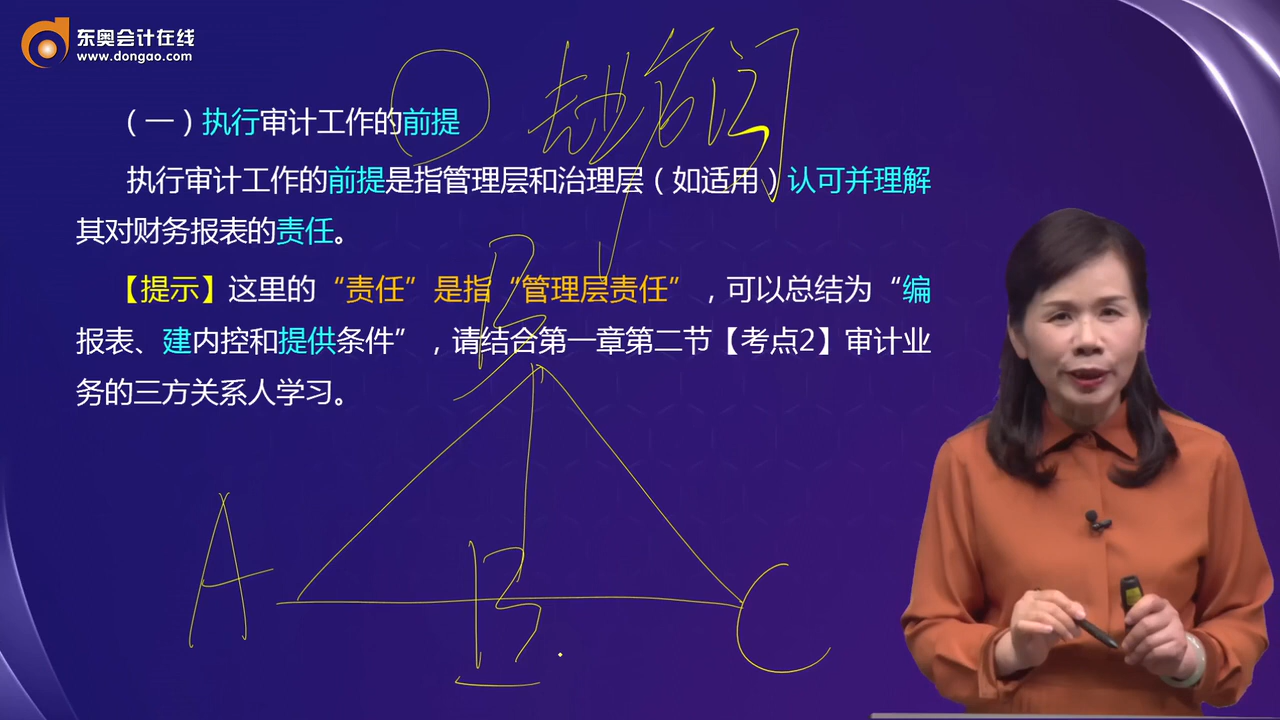 东奥会计在线
www.dongao.com
（一）执行审计工作的前提
执行审计工作的前提是指管理层和治理层（如适用）认可并理解
其对财务报表的责任。
【提示】这里的“责任”是指“管理层责任”，可以总结为“编
报表、建内控和提供条件”，请结合第一章第二节【考点2】审计业
务的三方关系人学习。
B
A
B
C